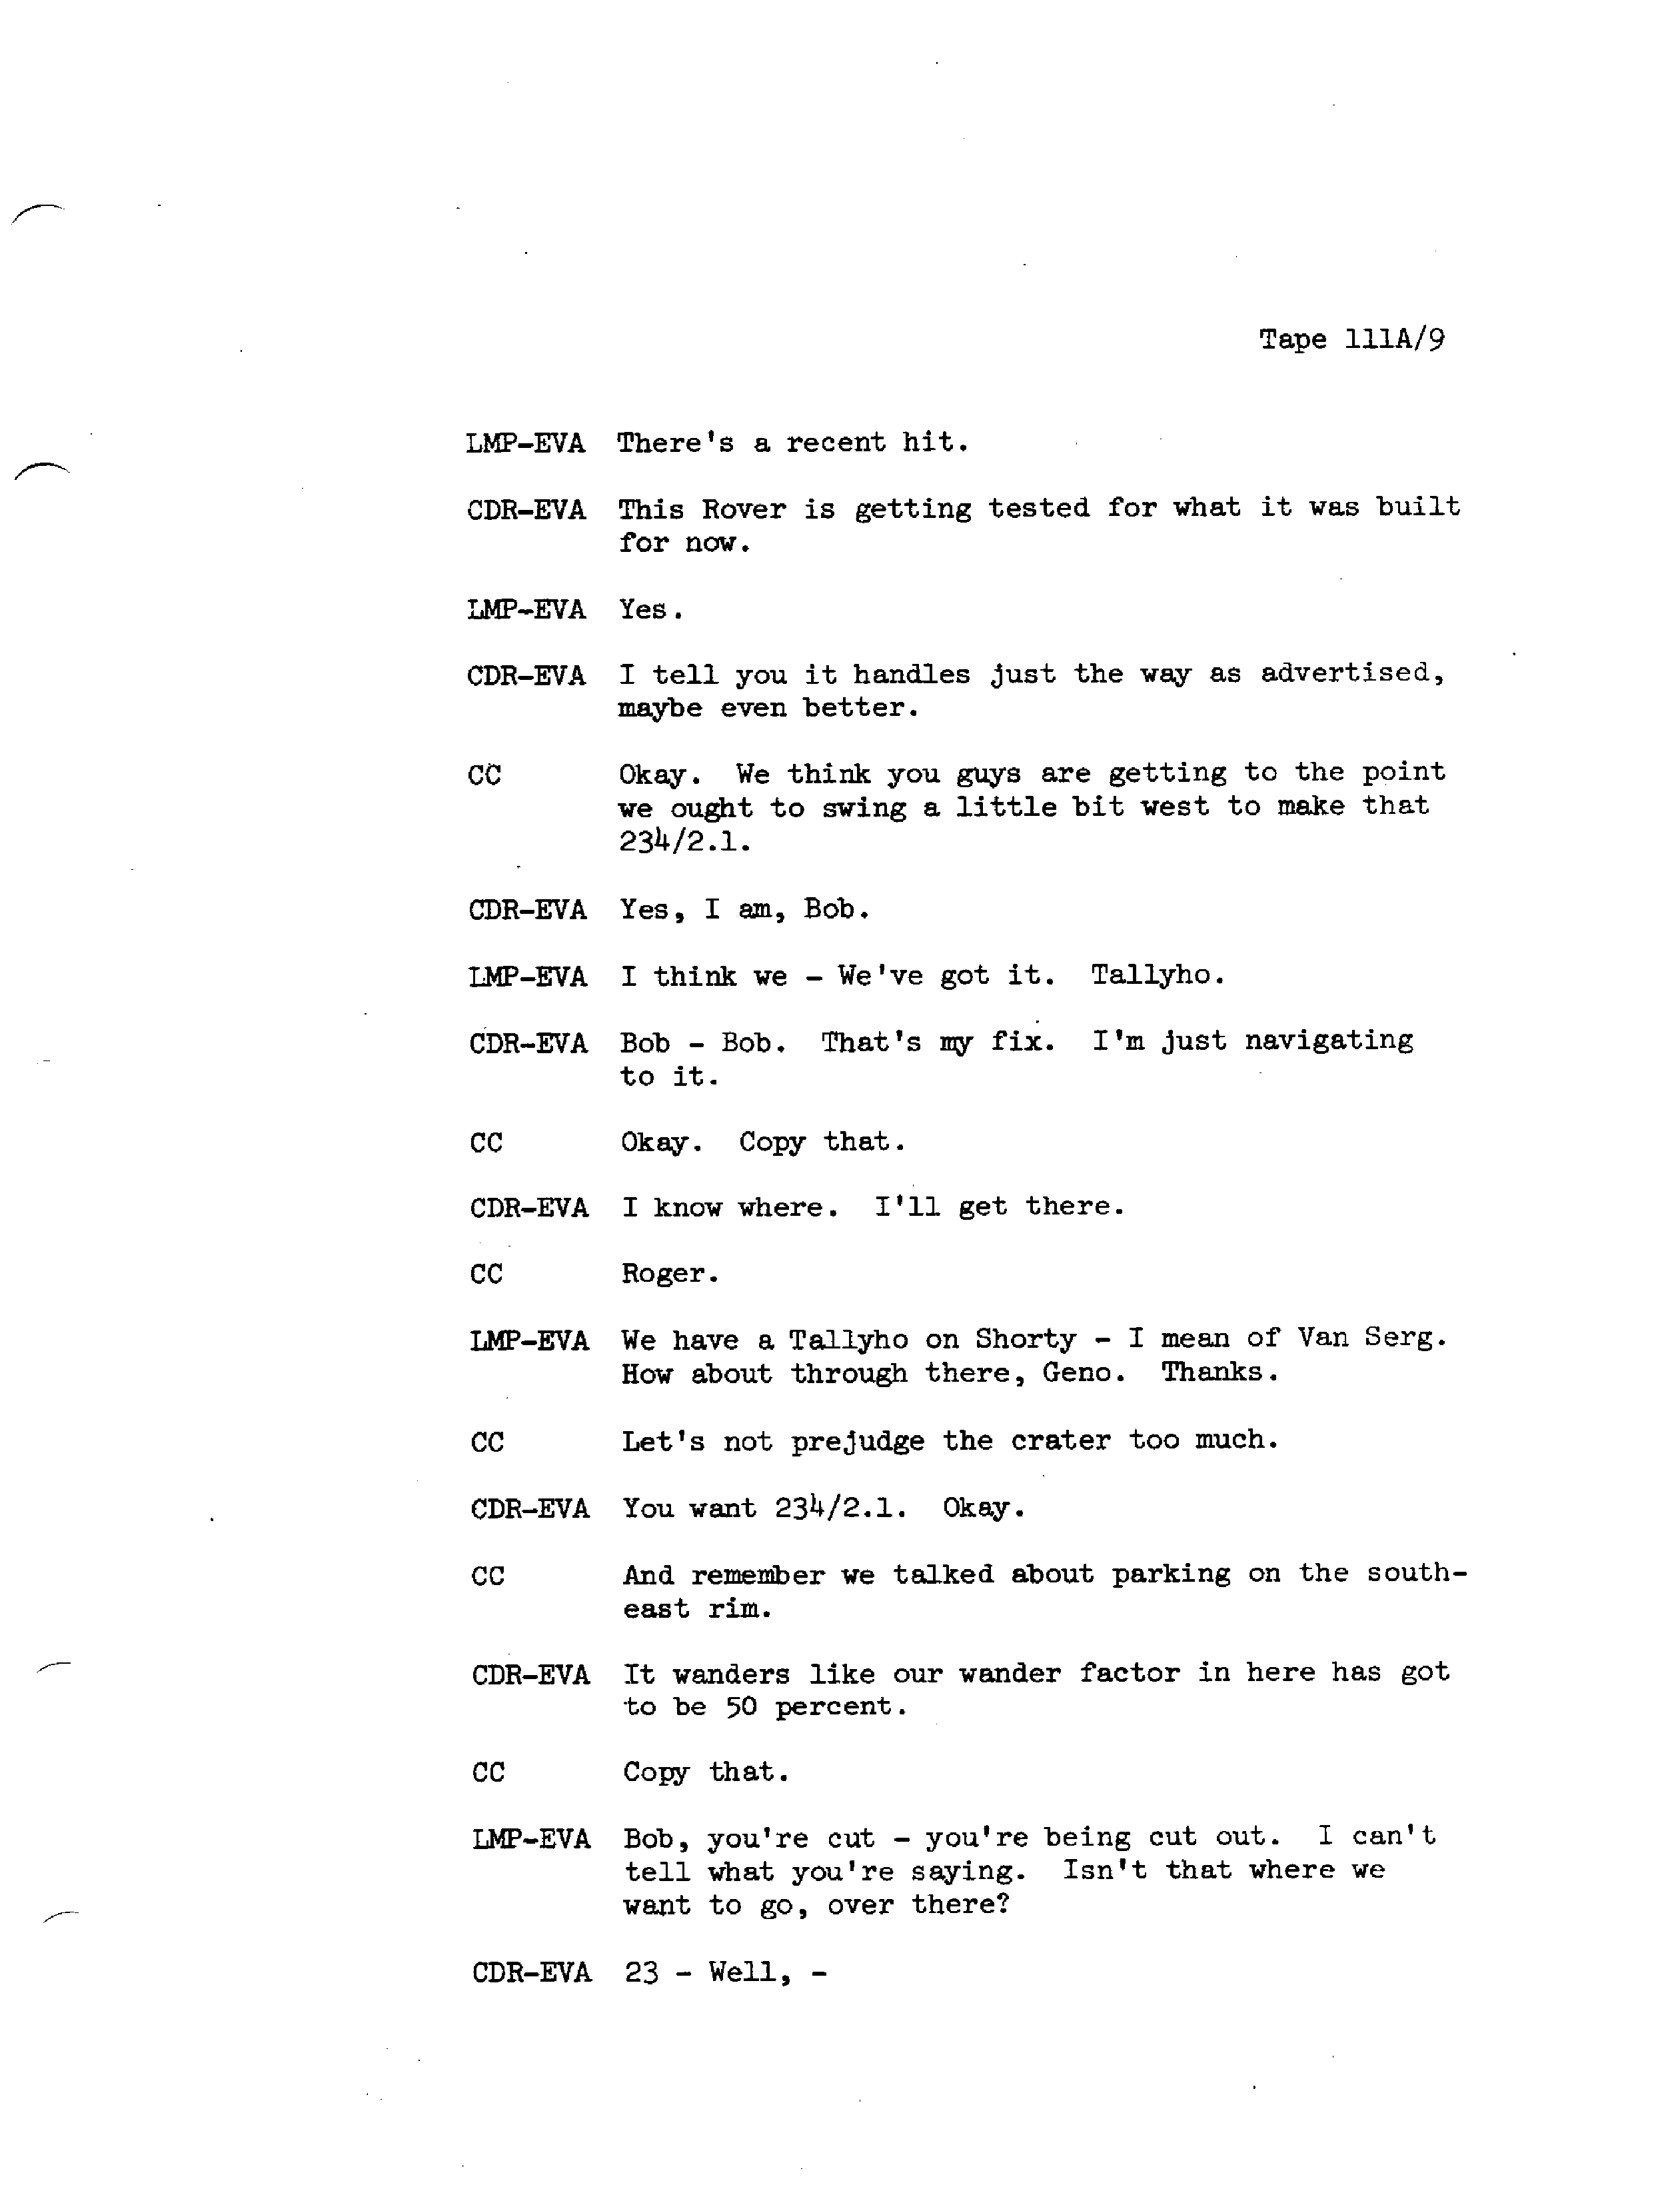 Tape 111A/9
LMP-EVA There's a recent hit.
CDR-EVA This Rover is getting tested for what it was built
for now.
LMP-EVA Yes.
CDR-EVA I tell you it handles just the way as advertised,
maybe even better.
CC Okay. We think you guys are getting to the point
we ought to swing a little bit west to make that
234/2.1.
CDR-EVA Yes, I am, Bob.
LMP-EVA I think we - We've got it. Tallyho.
CDR-EVA Bob - Bob. That's my fix. I'm just navigating
to it.
CC Okay. Copy that.
CDR-EVA I know where. I'll get there.
CC Roger.
LMP-EVA We have a Tallyho on Shorty - I mean of Van Serg.
How about through there, Geno. Thanks.
CC Let's not prejudge the crater too much.
CDR-EVA You want 234/2.1. Okay.
CC And remember we talked about parking on the south-
east rim.
CDR-EVA It wanders like our wander factor in here has got
to be 50 percent.
CC Copy that.
LMP-EVA Bob, you're cut - you're being cut out. I can't
tell what you're saying. Isn't that where we
want to go, over there?
CDR-EVA 23 - Well, -